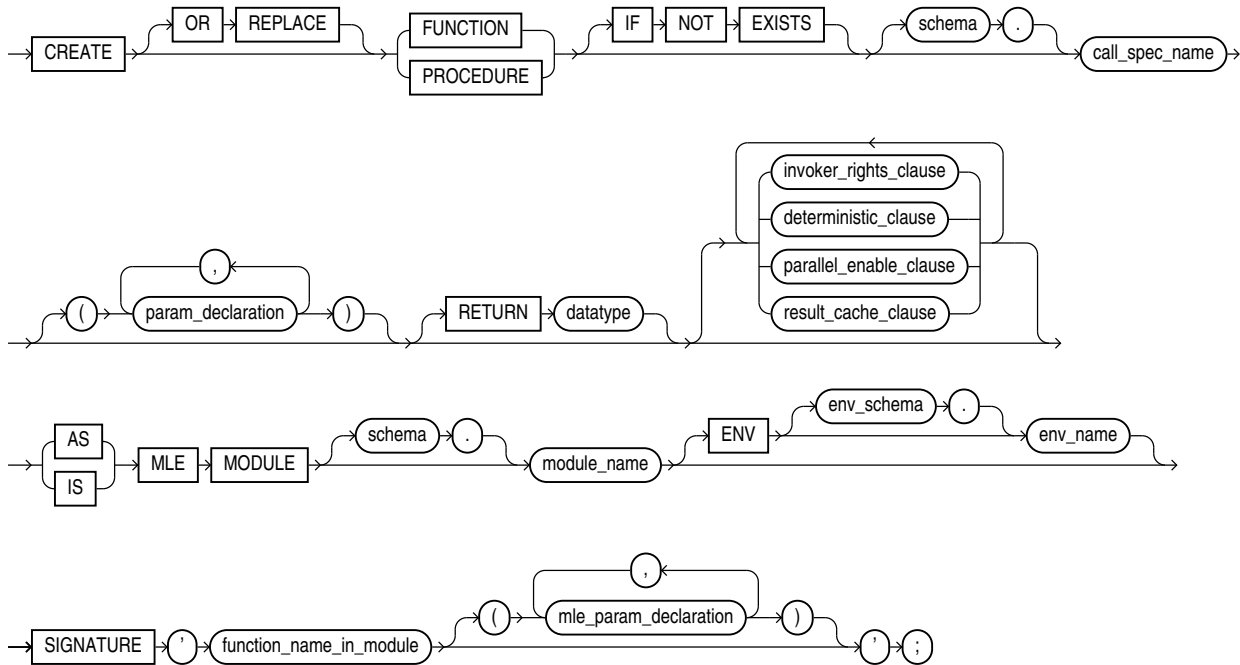 OR REPLACE FUNCTION IF NOT EXISTS schema .
CREATE PROCEDURE call_spec_name
invoker_rights_clause
deterministic_clause
, parallel_enable_clause
( param_declaration ) RETURN datatype result_cache_clause
AS schema . ENV env_schema . env_name
IS MLE MODULE module_name
,
( mle_param_declaration )
SIGNATURE ' function_name_in_module ' ;